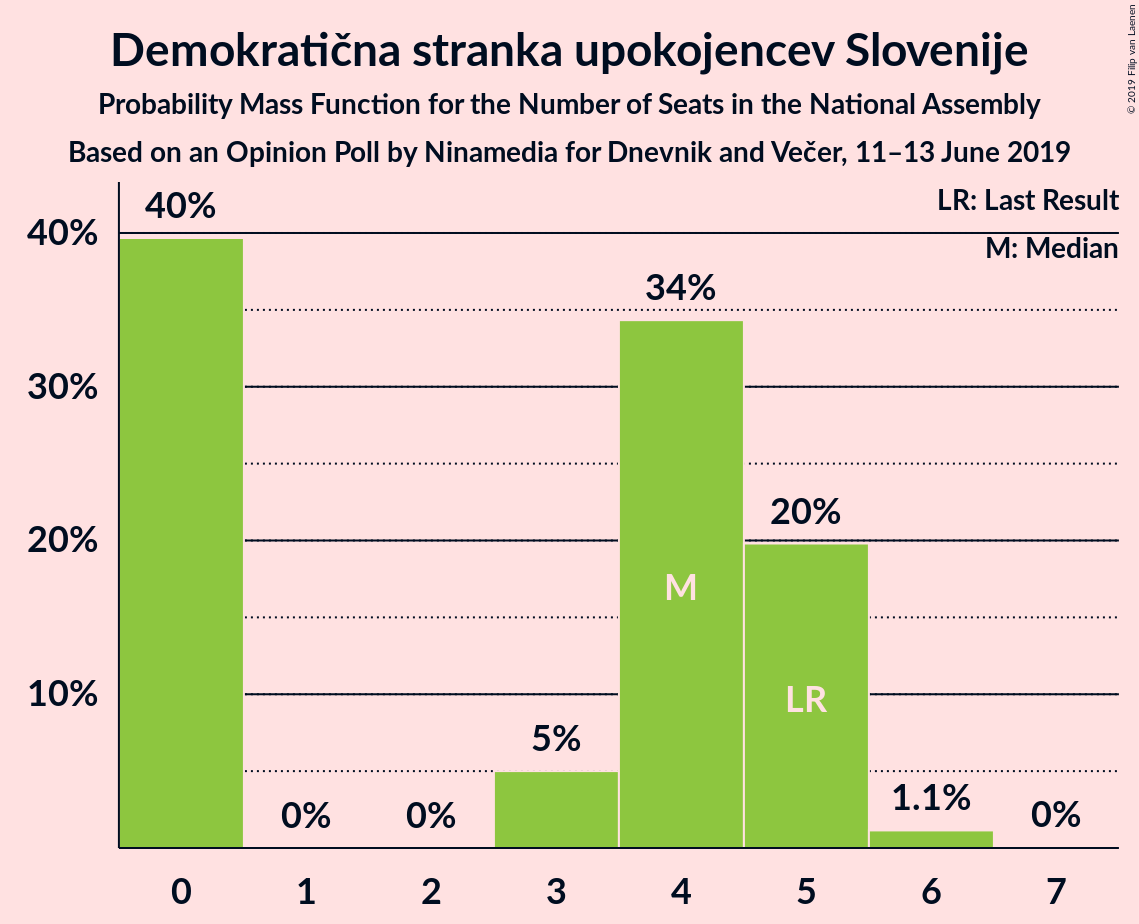 Demokratična stranka upokojencev Slovenije
Probability Mass Function for the Number of Seats in the National Assembly
Based on an Opinion Poll by Ninamedia for Dnevnik and Večer, 11–13 June 2019
© 2019 Filip van Laenen
LR: Last Result
M: Median
40%
30%
20%
10%
40%
0%
0%
5%
34%
20%
1.1%
0%
M
LR
0 1 2 3 4 5 6 7